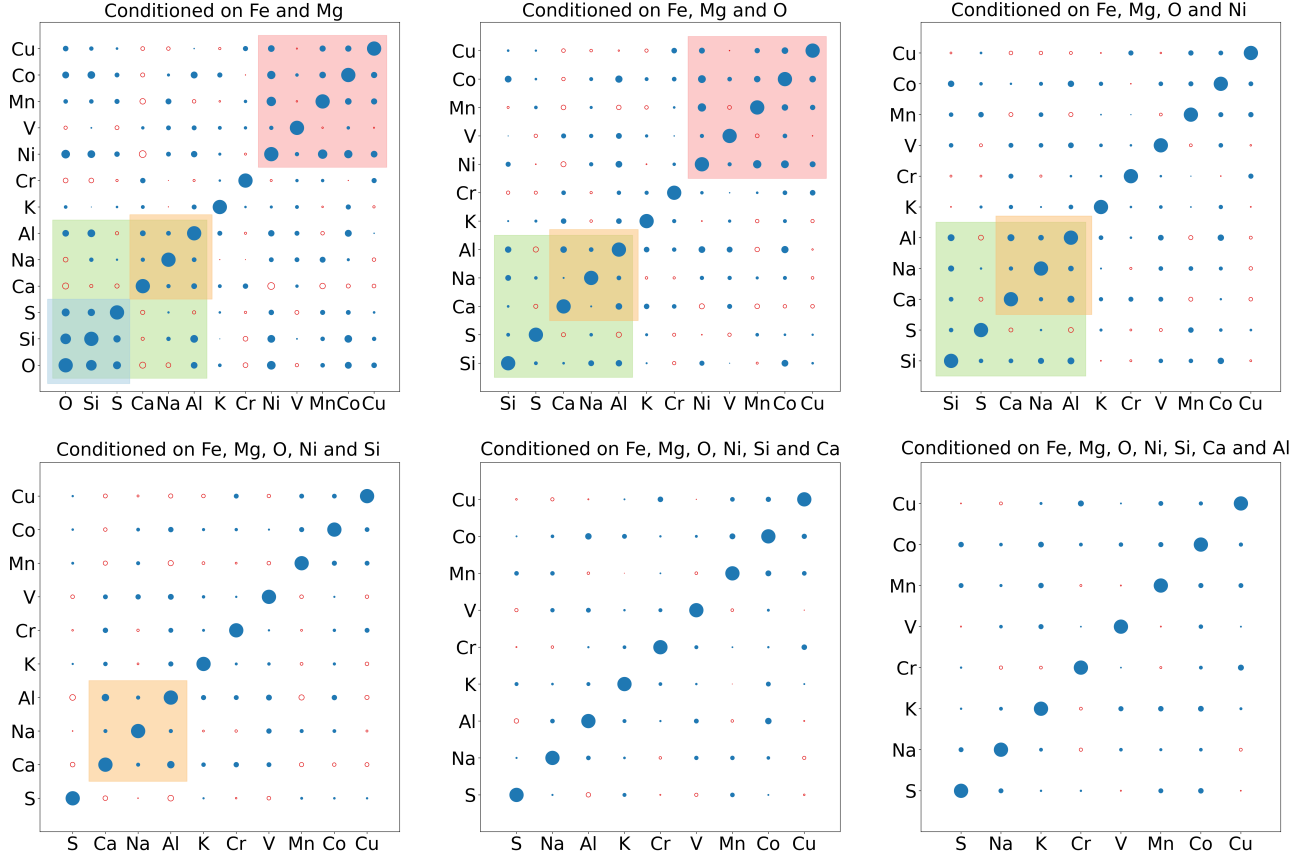 Conditioned on Fe and Mg
Cu
Co
Mn
V
Ni
Cr
K
Al
Na
Ca
S
Si
O
O Si S Ca Na Al K Cr Ni V Mn Co Cu
Conditioned on Fe, Mg and O
Cu
Co
Mn
V
Ni
Cr
K
Al
Na
Ca
S
Si
Si S Ca Na Al K Cr Ni V Mn Co Cu
Conditioned on Fe, Mg, O and Ni
Cu
Co
Mn
V
Cr
K
Al
Na
Ca
S
Si
Si S Ca Na Al K Cr V Mn Co Cu
Conditioned on Fe, Mg, O, Ni and Si
Cu
Co
Mn
V
Cr
K
Al
Na
Ca
S
S Ca Na Al K Cr V Mn Co Cu
Conditioned on Fe, Mg, O, Ni, Si and Ca
Cu
Co
Mn
V
Cr
K
Al
Na
S
S Na Al K Cr V Mn Co Cu
Conditioned on Fe, Mg, O, Ni, Si, Ca and Al
Cu
Co
Mn
V
Cr
K
Na
S
S Na K Cr V Mn Co Cu